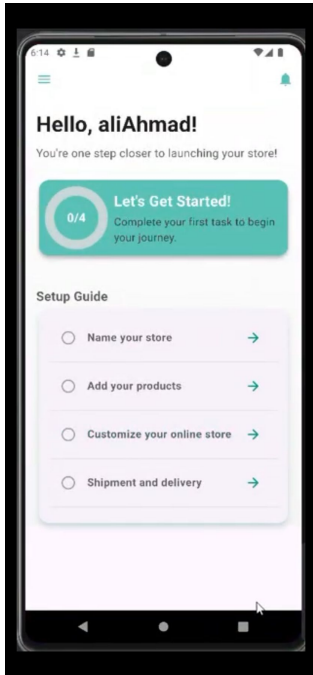 6:14
Hello, aliAhmad!
You're one step closer to launching your store!
0/4
Let's Get Started!
Complete your first task to begin
your journey.
Setup Guide
Name your store
Add your products
Customize your online store
Shipment and delivery